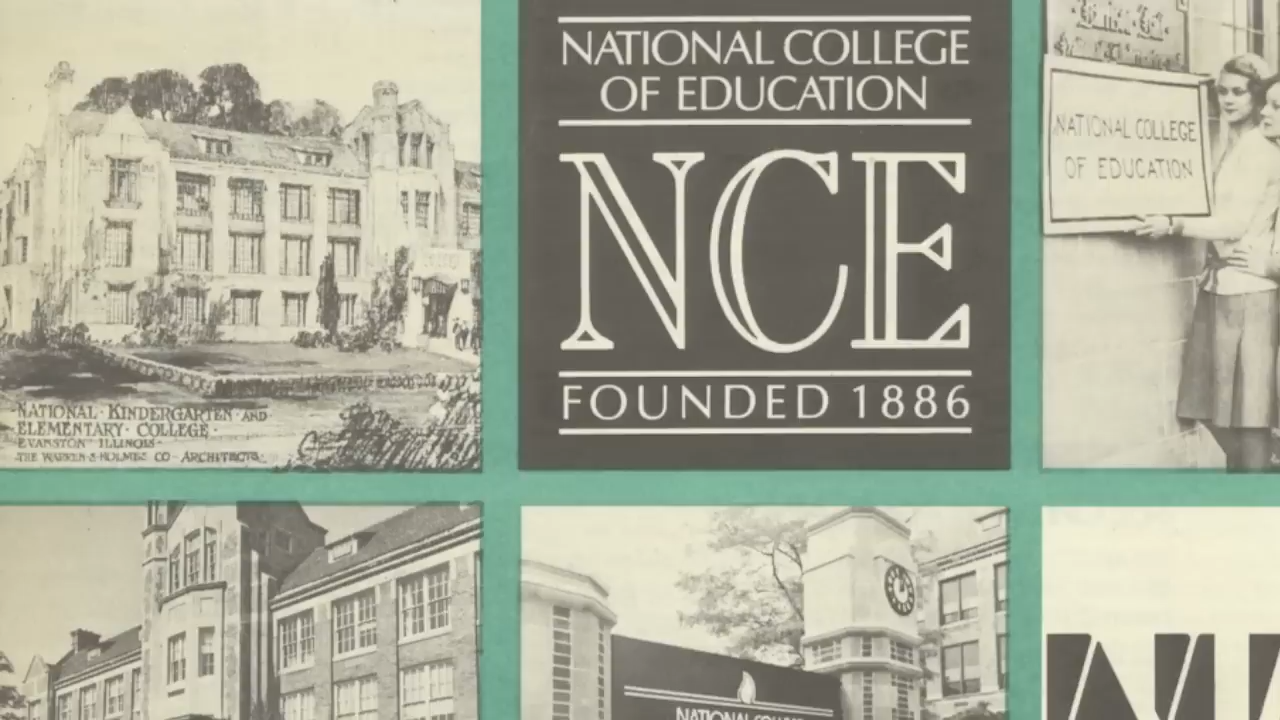 NATIONAL · KINDERGARTEN · AND
ELEMENTARY · COLLEGE ·
EVANSTON ILLINOIS ·
THE WARREN · S · HOLMES CO ARCHITECTS
NATIONAL COLLEGE
OF EDUCATION
NCE
FOUNDED 1886
NATIONAL COLLEGE
OF EDUCATION
NATIONAL